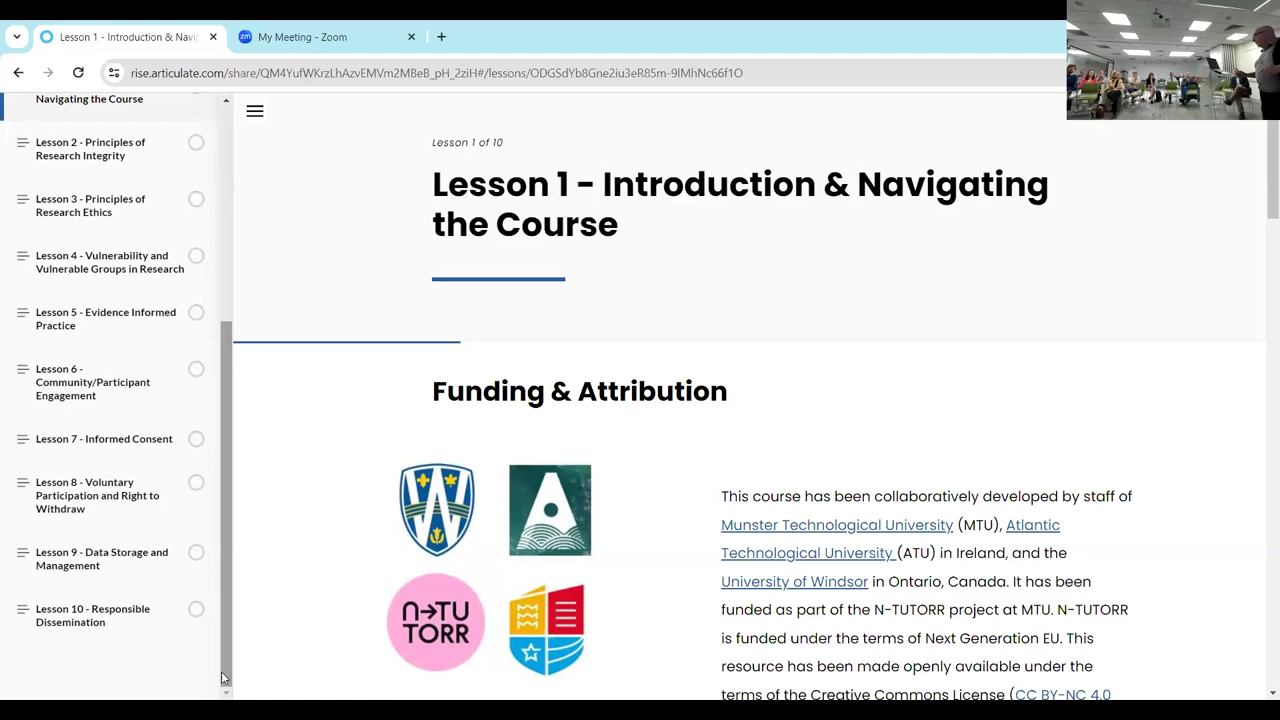 Lesson 1 - Introduction & Navig
My Meeting - Zoom
rise.articulate.com/share/QM4YufWKrzLhAzvEMVm2MBeB_pH_2ziH#/lessons/ODGSdYb8Gne2iu3eR85m-9lMhNc66f1O
Navigating the Course
Lesson 2 - Principles of
Research Integrity
Lesson 3 - Principles of
Research Ethics
Lesson 4 - Vulnerability and
Vulnerable Groups in Research
Lesson 5 - Evidence Informed
Practice
Lesson 6 -
Community/Participant
Engagement
Lesson 7 - Informed Consent
Lesson 8 - Voluntary
Participation and Right to
Withdraw
Lesson 9 - Data Storage and
Management
Lesson 10 - Responsible
Dissemination
Lesson 1 of 10
Lesson 1 - Introduction & Navigating
the Course
Funding & Attribution
N→TU
TORR
This course has been collaboratively developed by staff of
Munster Technological University (MTU), Atlantic
Technological University (ATU) in Ireland, and the
University of Windsor in Ontario, Canada. It has been
funded as part of the N-TUTORR project at MTU. N-TUTORR
is funded under the terms of Next Generation EU. This
resource has been made openly available under the
terms of the Creative Commons License (CC BY-NC 4.0